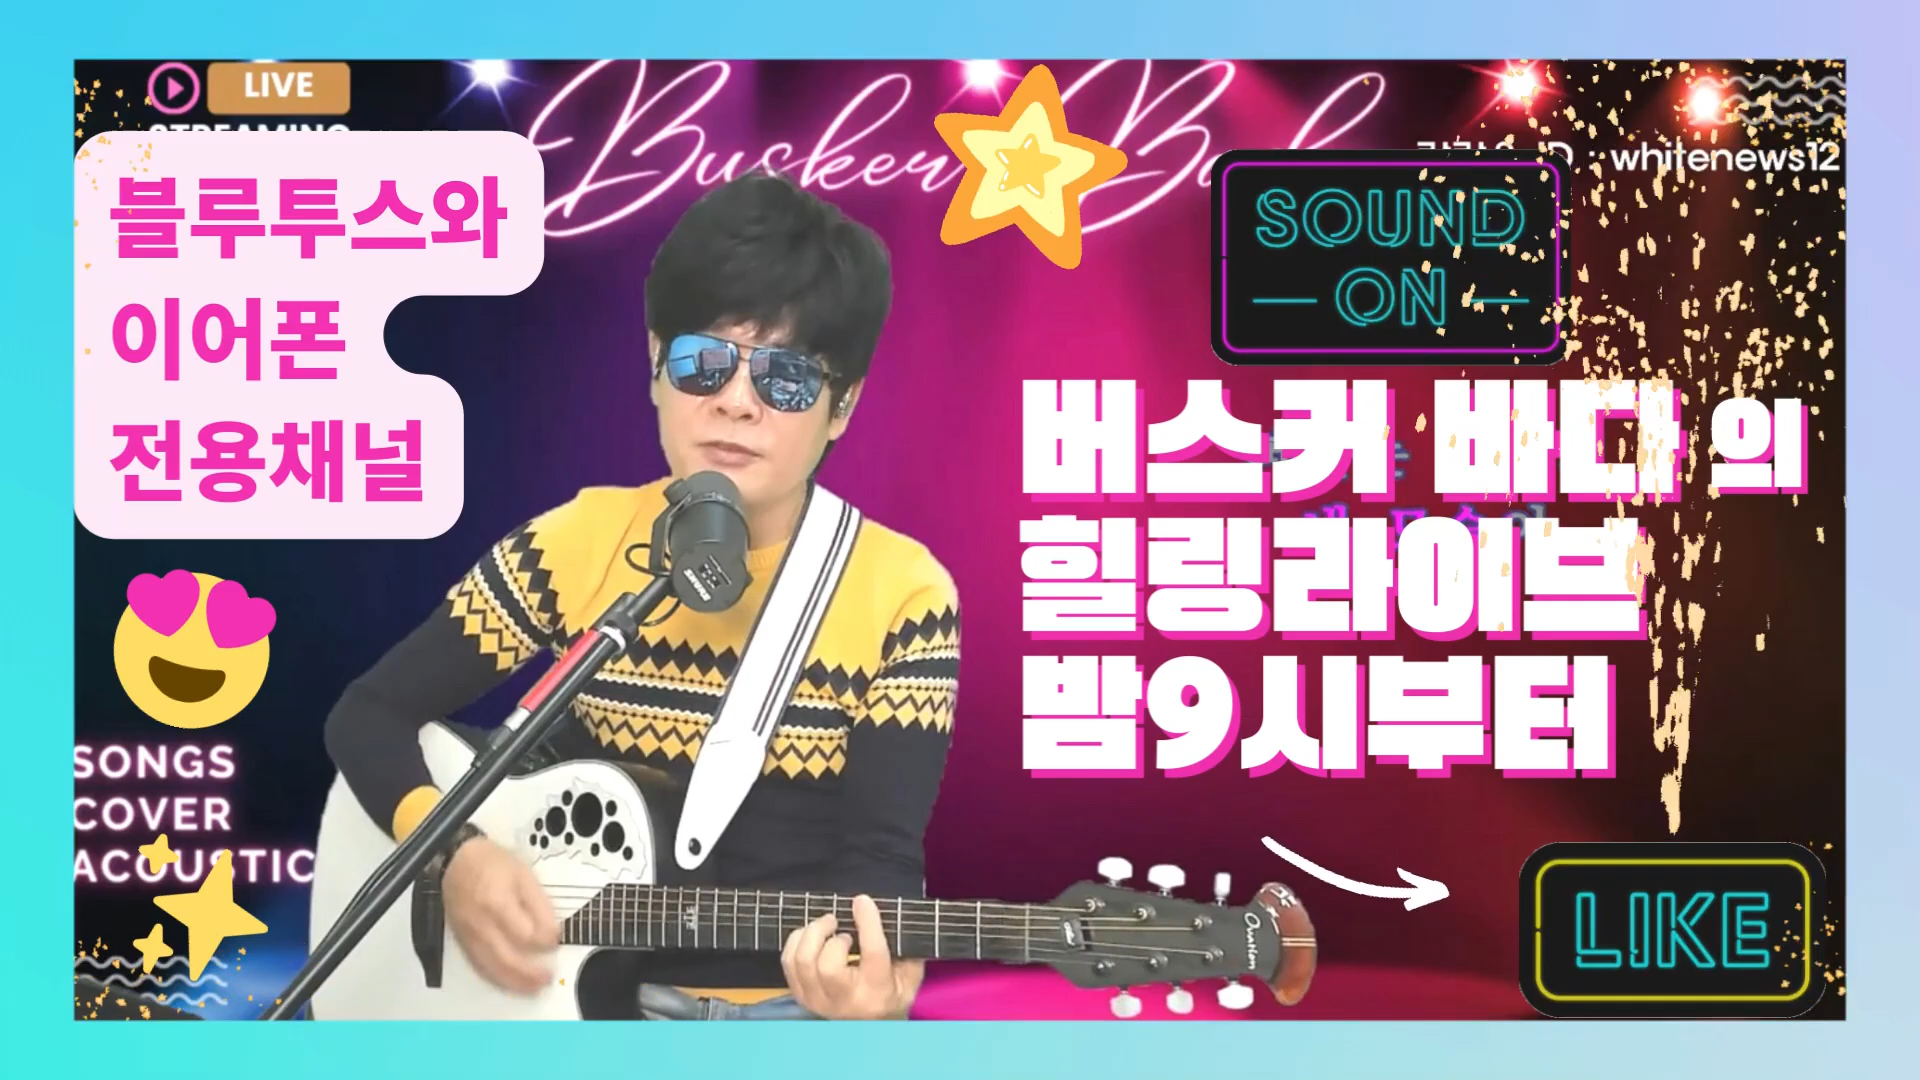 LIVE
STREAMING
Busker
whitenews12
블루투스와
이어폰
전용채널
SOUND
ON
버스커 바다의
힐링라이브
밤9시부터
SONGS
COVER
ACOUSTIC
Ovation
LIKE